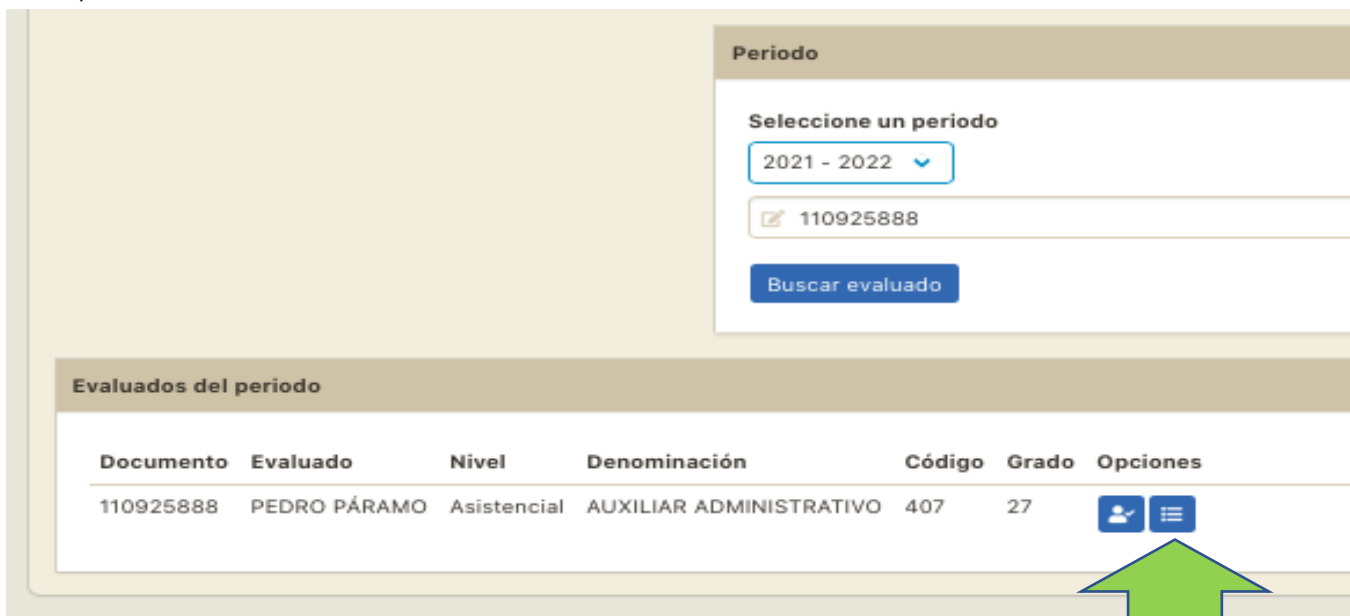 Periodo
Seleccione un periodo
2021 - 2022
110925888
Buscar evaluado
Evaluados del periodo
Documento Evaluado Nivel Denominación Código Grado Opciones
110925888 PEDRO PÁRAMO Asistencial AUXILIAR ADMINISTRATIVO 407 27